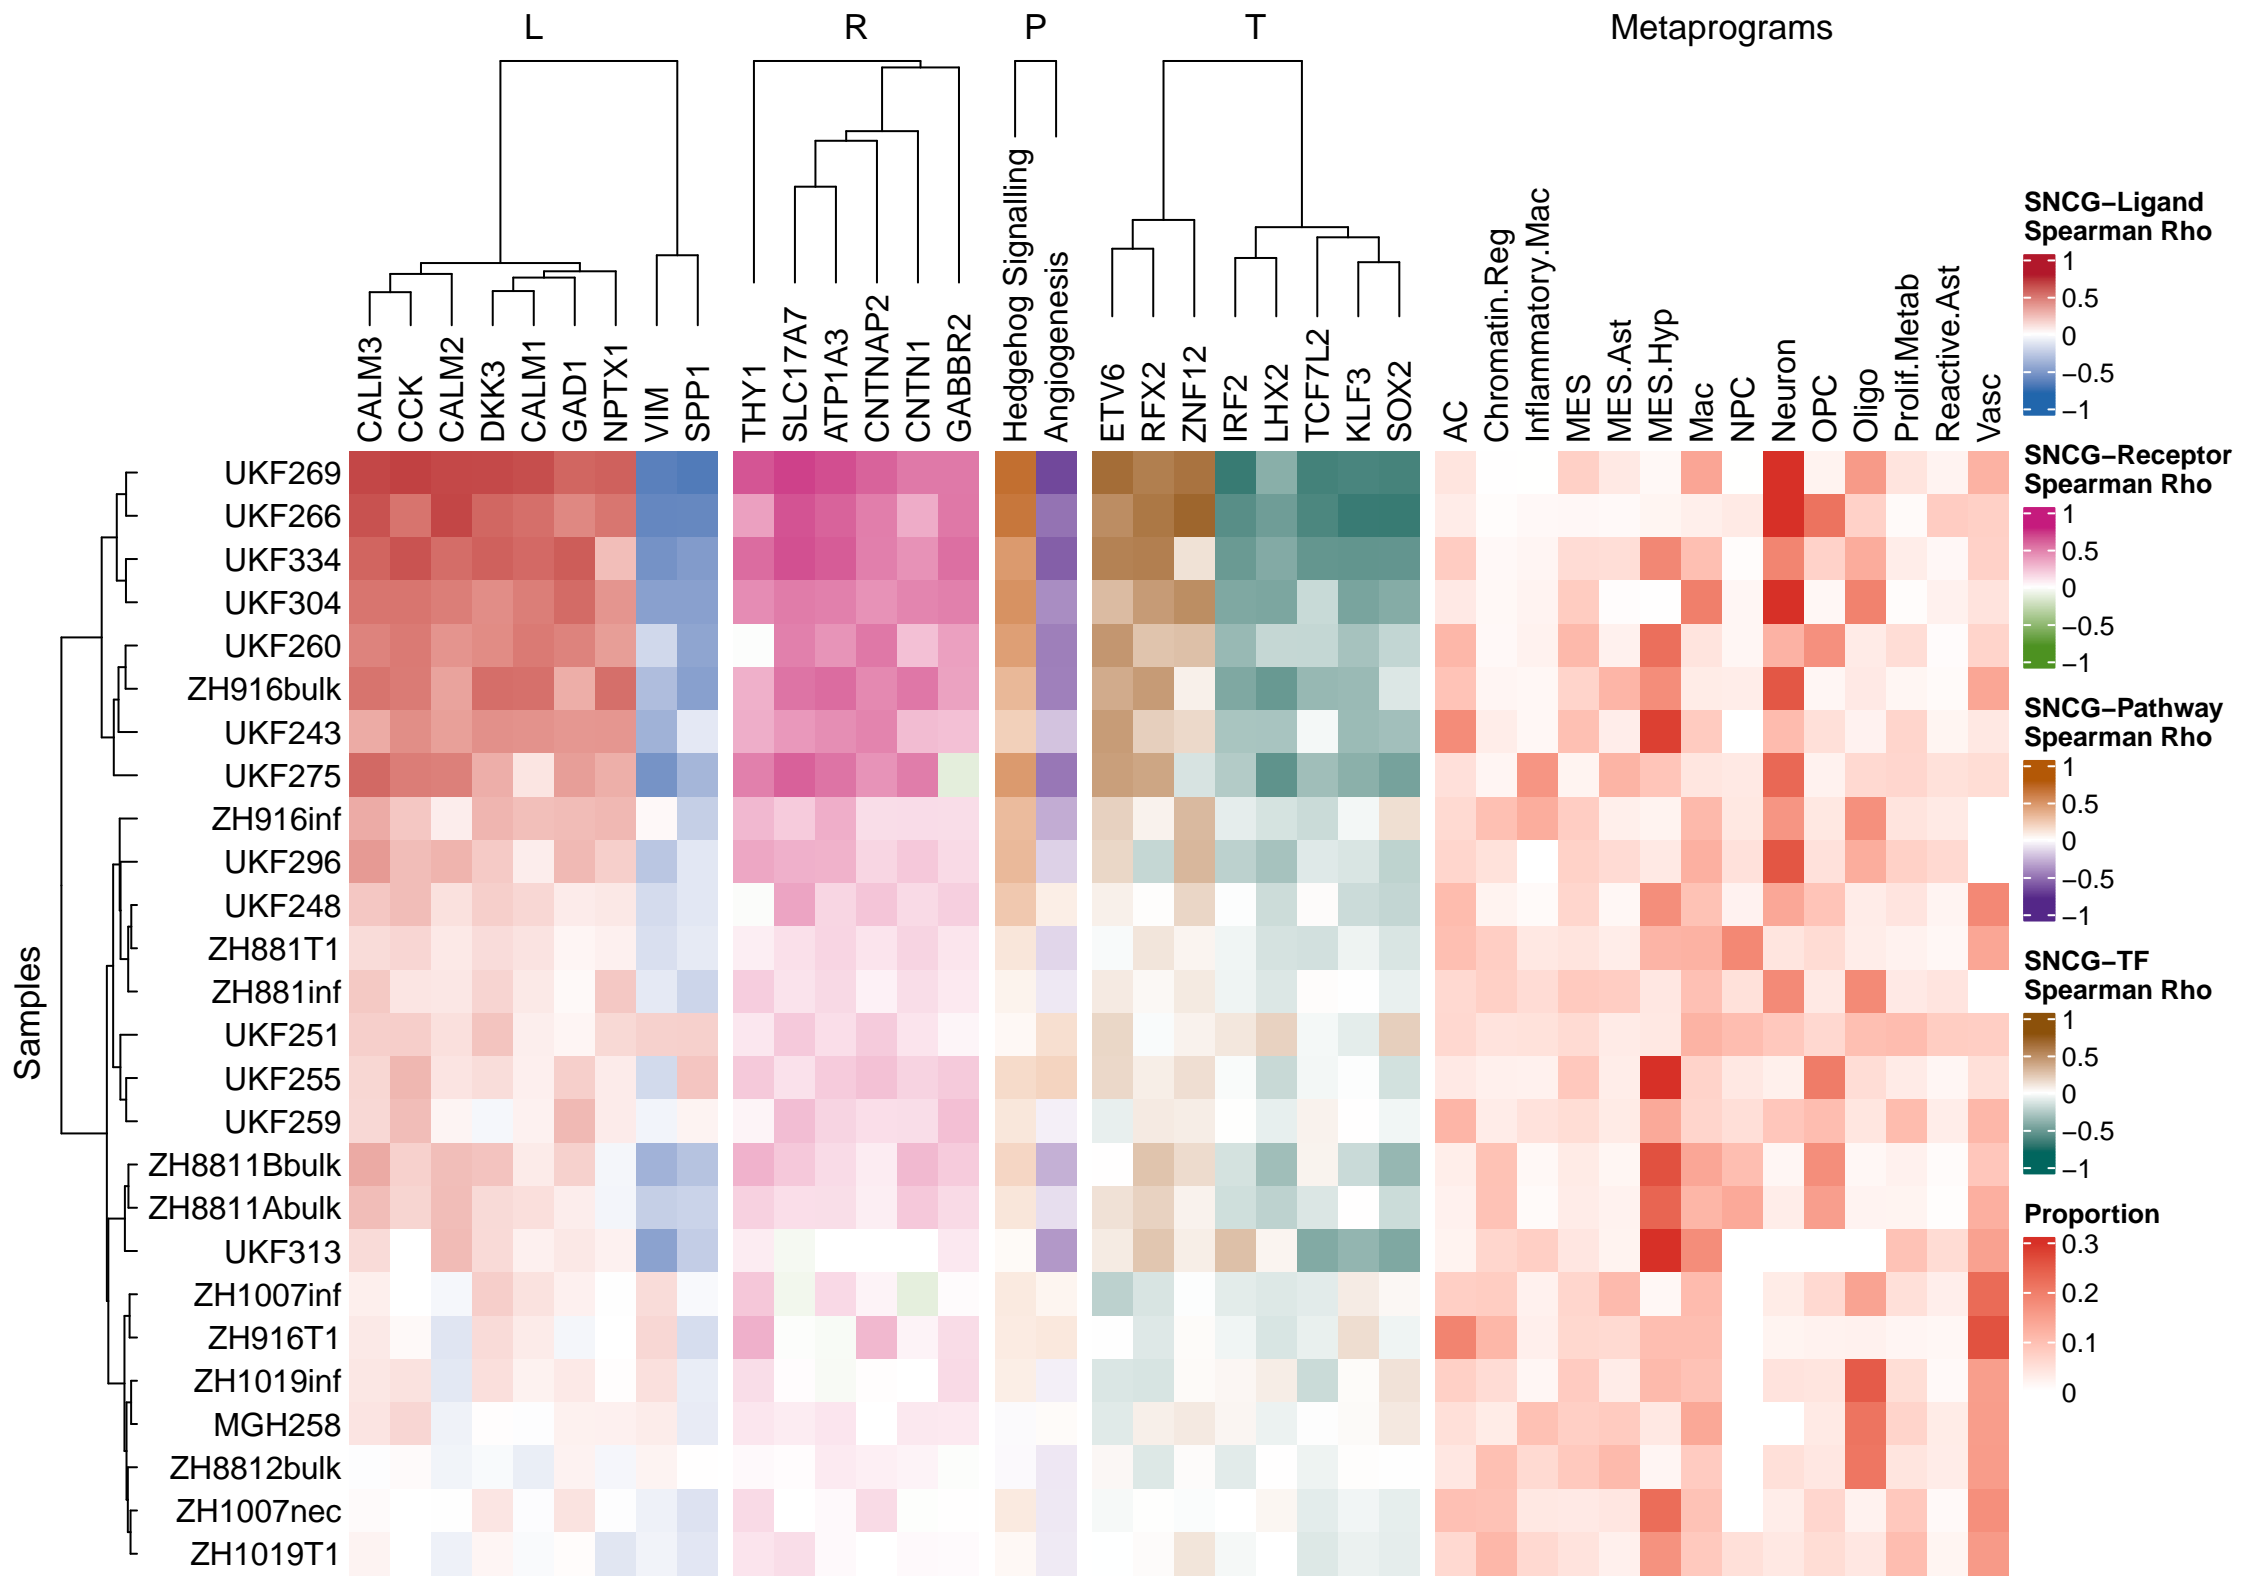 L
R
P
T
Metaprograms
CALM3
CCK
CALM2
DKK3
CALM1
GAD1
NPTX1
VIM
SPP1
THY1
SLC17A7
ATP1A3
CNTNAP2
CNTN1
GABBR2
Hedgehog Signalling
Angiogenesis
ETV6
RFX2
ZNF12
IRF2
LHX2
TCF7L2
KLF3
SOX2
AC
Chromatin.Reg
Inflammatory.Mac
MES
MES.Ast
MES.Hyp
Mac
NPC
Neuron
OPC
Oligo
Prolif.Metab
Reactive.Ast
Vasc
Samples
UKF269
UKF266
UKF334
UKF304
UKF260
ZH916bulk
UKF243
UKF275
ZH916inf
UKF296
UKF248
ZH881T1
ZH881inf
UKF251
UKF255
UKF259
ZH8811Bbulk
ZH8811Abulk
UKF313
ZH1007inf
ZH916T1
ZH1019inf
MGH258
ZH8812bulk
ZH1007nec
ZH1019T1
SNCG−Ligand
Spearman Rho
1
0.5
0
−0.5
−1
SNCG−Receptor
Spearman Rho
1
0.5
0
−0.5
−1
SNCG−Pathway
Spearman Rho
1
0.5
0
−0.5
−1
SNCG−TF
Spearman Rho
1
0.5
0
−0.5
−1
Proportion
0.3
0.2
0.1
0